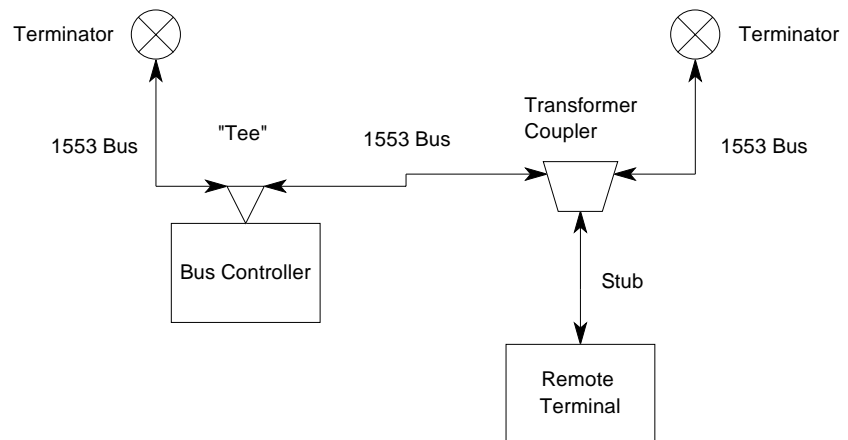 Terminator
Terminator
Transformer
Coupler
"Tee"
1553 Bus
1553 Bus
1553 Bus
Bus Controller
Stub
Remote
Terminal